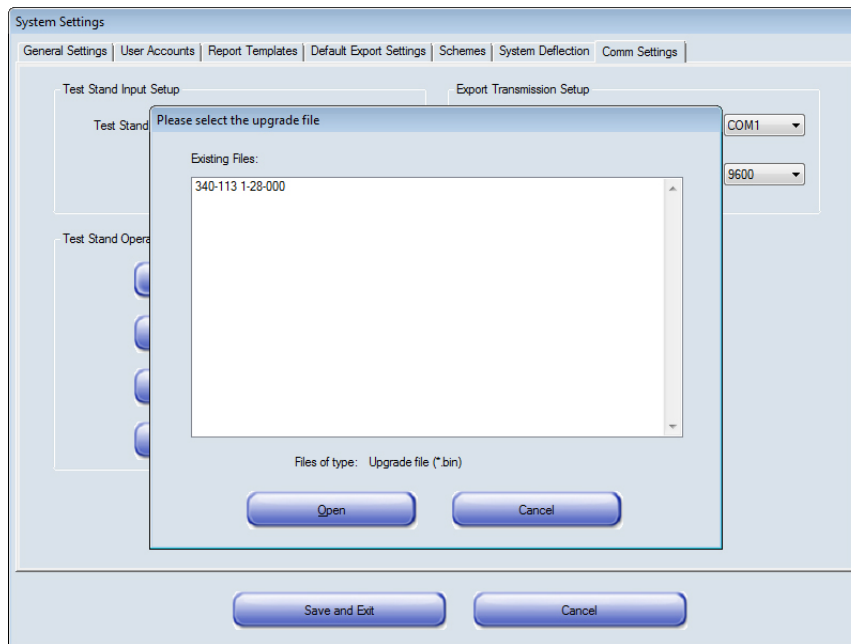 System Settings
General Settings User Accounts Report Templates Default Export Settings Schemes System Deflection Comm Settings
Test Stand Input Setup
Export Transmission Setup
Test Stand
COM1
9600
Please select the upgrade file
Existing Files:
340-113 1-28-000
Files of type: Upgrade file (*.bin)
Open
Cancel
Test Stand Opera
Save and Exit
Cancel